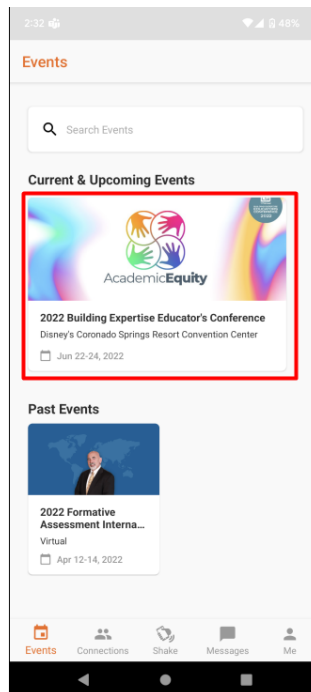 2:32
48%
Events
Search Events
Current & Upcoming Events
AcademicEquity
2022 Building Expertise Educator's Conference
Disney's Coronado Springs Resort Convention Center
Jun 22-24, 2022
Past Events
2022 Formative
Assessment Interna...
Virtual
Apr 12-14, 2022
Events
Connections
Shake
Messages
Me